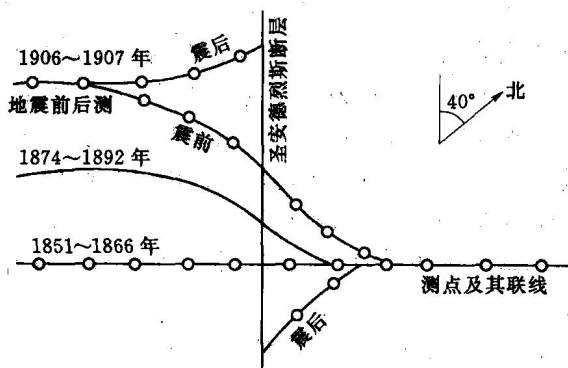 1906～1907 年
震后
地震前后测
震前
圣安德烈斯断层
40°
北
1874～1892 年
1851～1866 年
测点及其联线
震后